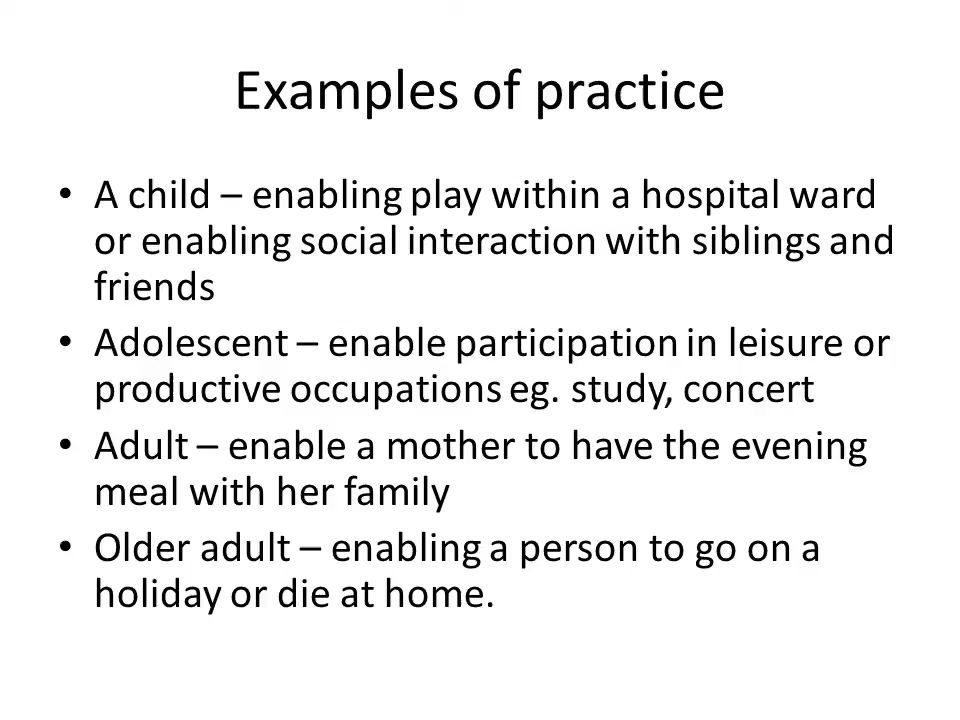 Examples of practice
• A child – enabling play within a hospital ward
or enabling social interaction with siblings and
friends
• Adolescent – enable participation in leisure or
productive occupations eg. study, concert
• Adult – enable a mother to have the evening
meal with her family
• Older adult – enabling a person to go on a
holiday or die at home.